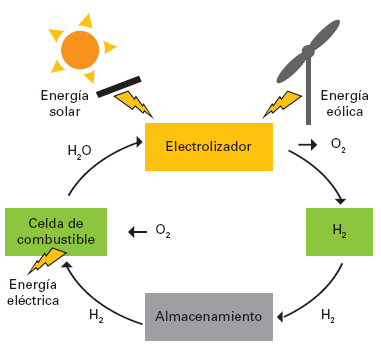 Energía
solar
Energía
eólica
Electrolizador
O₂
H₂O
Celda de
combustible
O₂
H₂
Energía
eléctrica
H₂
Almacenamiento
H₂